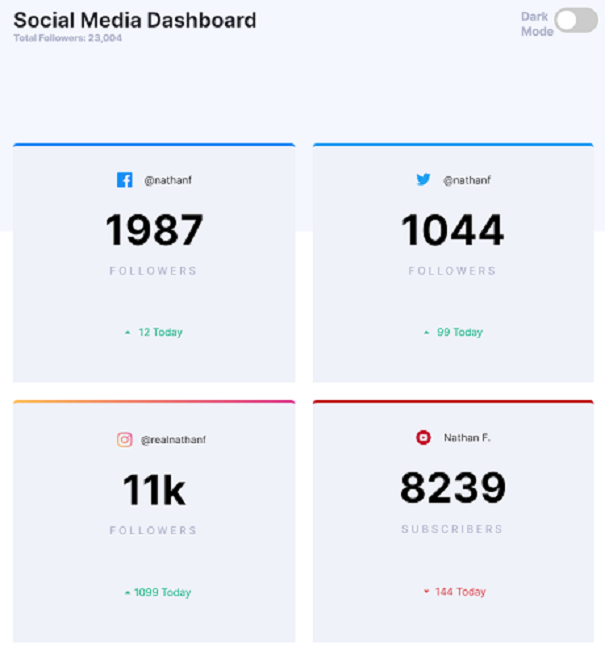 Social Media Dashboard
Total Followers: 23,004
Dark
Mode
@nathanf
1987
FOLLOWERS
12 Today
@nathanf
1044
FOLLOWERS
99 Today
@realnathanf
11k
FOLLOWERS
1099 Today
Nathan F.
8239
SUBSCRIBERS
144 Today